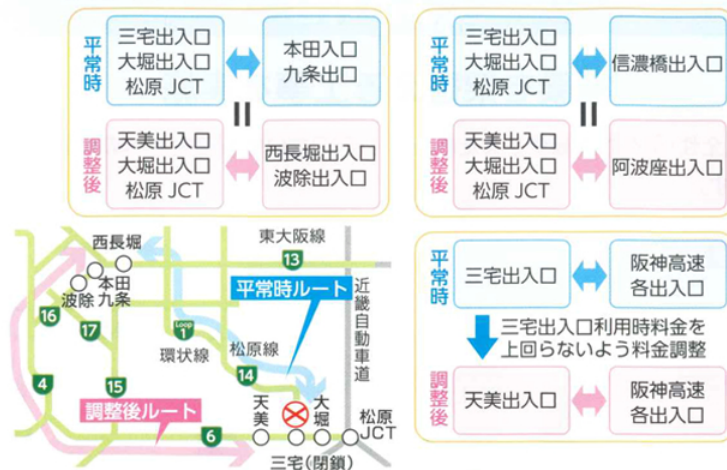 平常時
三宅出入口
大堀出入口
松原 JCT
本田入口
九条出口
調整後
天美出入口
大堀出入口
松原 JCT
西長堀出入口
波除出入口
平常時
三宅出入口
大堀出入口
松原 JCT
信濃橋出入口
調整後
天美出入口
大堀出入口
松原 JCT
阿波座出入口
西長堀
東大阪線
13
本田
波除
九条
平常時ルート
近畿自動車道
16
17
Loop
1
環状線
松原線
14
4
15
調整後ルート
6
天美
大堀
松原
JCT
三宅(閉鎖)
平常時
三宅出入口
阪神高速
各出入口
三宅出入口利用時料金を
上回らないよう料金調整
調整後
天美出入口
阪神高速
各出入口